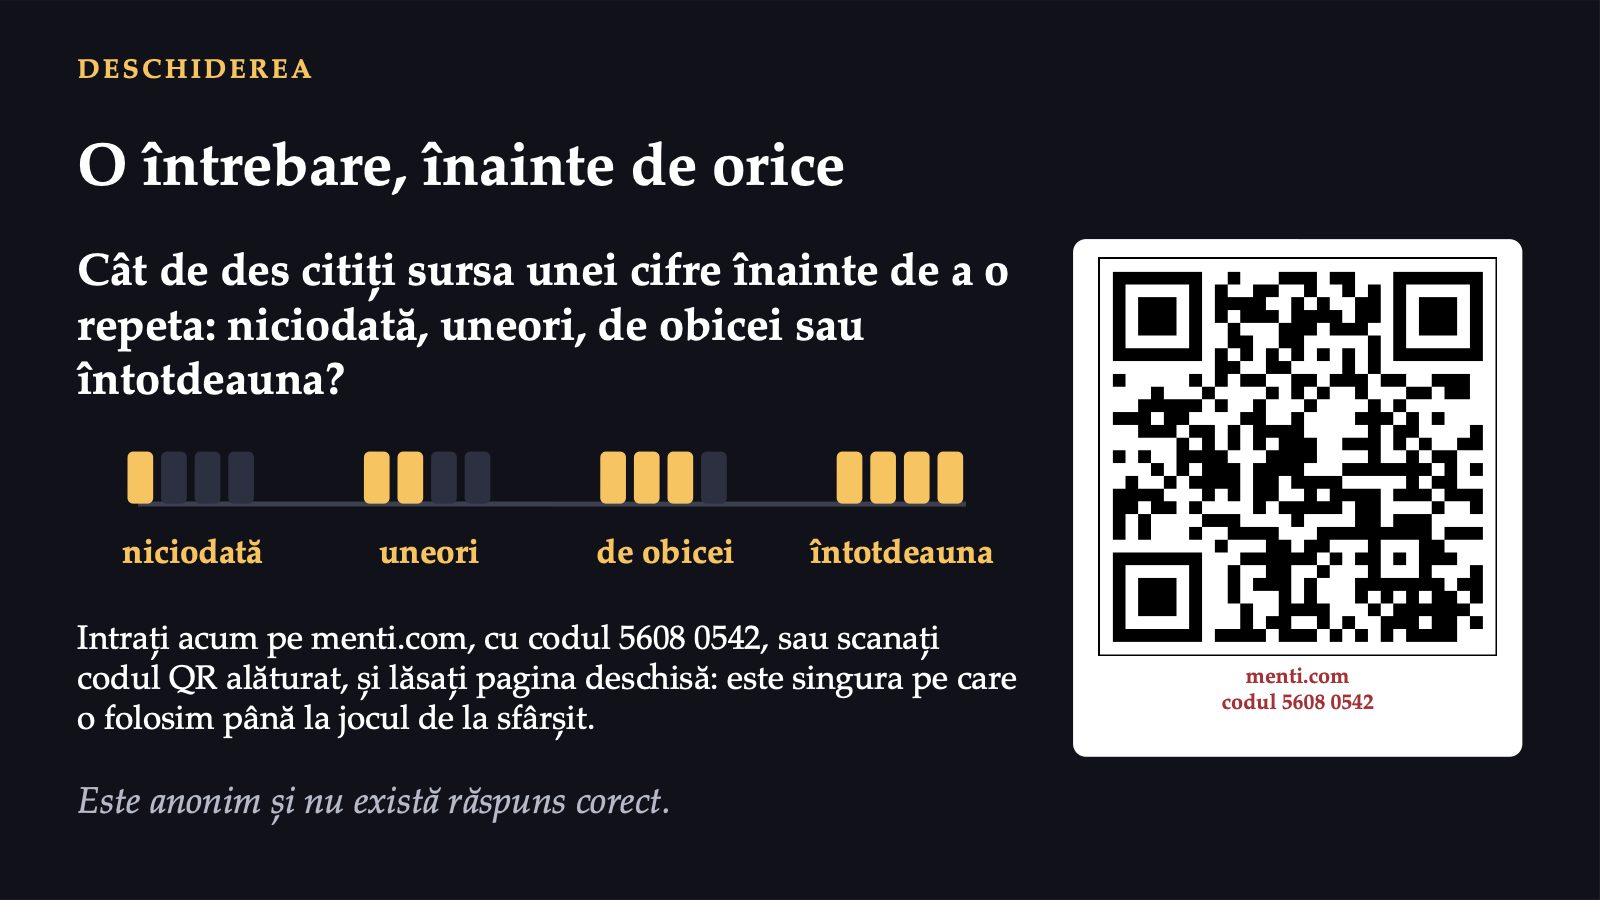 DESCHIDEREA
O întrebare, înainte de orice
Cât de des citiți sursa unei cifre înainte de a o
repeta: niciodată, uneori, de obicei sau
întotdeauna?
niciodată
uneori
de obicei
întotdeauna
Intrați acum pe menti.com, cu codul 5608 0542, sau scanați
codul QR alăturat, și lăsați pagina deschisă: este singura pe care
o folosim până la jocul de la sfârșit.
Este anonim și nu există răspuns corect.
menti.com
codul 5608 0542